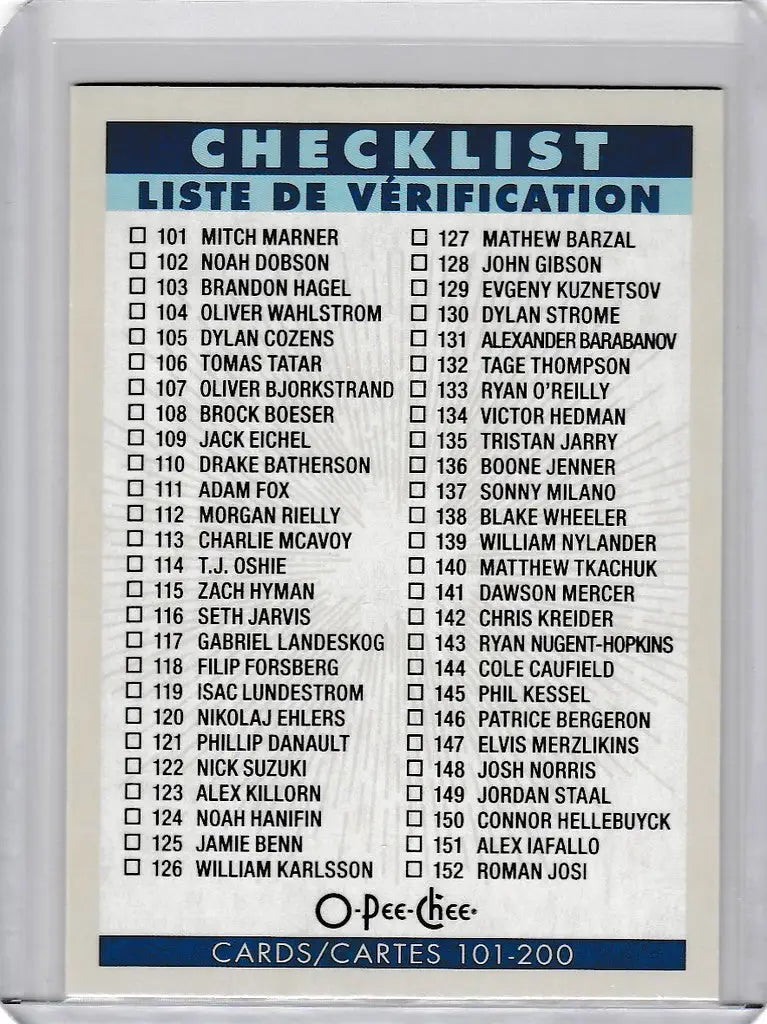 CHECKLIST
LISTE DE VÉRIFICATION
101 MITCH MARNER
102 NOAH DOBSON
103 BRANDON HAGEL
104 OLIVER WAHLSTROM
105 DYLAN COZENS
106 TOMAS TATAR
107 OLIVER BJORKSTRAND
108 BROCK BOESER
109 JACK EICHEL
110 DRAKE BATHERSON
111 ADAM FOX
112 MORGAN RIELLY
113 CHARLIE MCAVOY
114 T.J. OSHIE
115 ZACH HYMAN
116 SETH JARVIS
117 GABRIEL LANDESKOG
118 FILIP FORSBERG
119 ISAC LUNDESTROM
120 NIKOLAJ EHLERS
121 PHILLIP DANAULT
122 NICK SUZUKI
123 ALEX KILLORN
124 NOAH HANIFIN
125 JAMIE BENN
126 WILLIAM KARLSSON
127 MATHEW BARZAL
128 JOHN GIBSON
129 EVGENY KUZNETSOV
130 DYLAN STROME
131 ALEXANDER BARABANOV
132 TAGE THOMPSON
133 RYAN O'REILLY
134 VICTOR HEDMAN
135 TRISTAN JARRY
136 BOONE JENNER
137 SONNY MILANO
138 BLAKE WHEELER
139 WILLIAM NYLANDER
140 MATTHEW TKACHUK
141 DAWSON MERCER
142 CHRIS KREIDER
143 RYAN NUGENT-HOPKINS
144 COLE CAUFIELD
145 PHIL KESSEL
146 PATRICE BERGERON
147 ELVIS MERZLIKINS
148 JOSH NORRIS
149 JORDAN STAAL
150 CONNOR HELLEBUYCK
151 ALEX IAFALLO
152 ROMAN JOSI
O-Pee-Chee
CARDS/CARTES 101-200